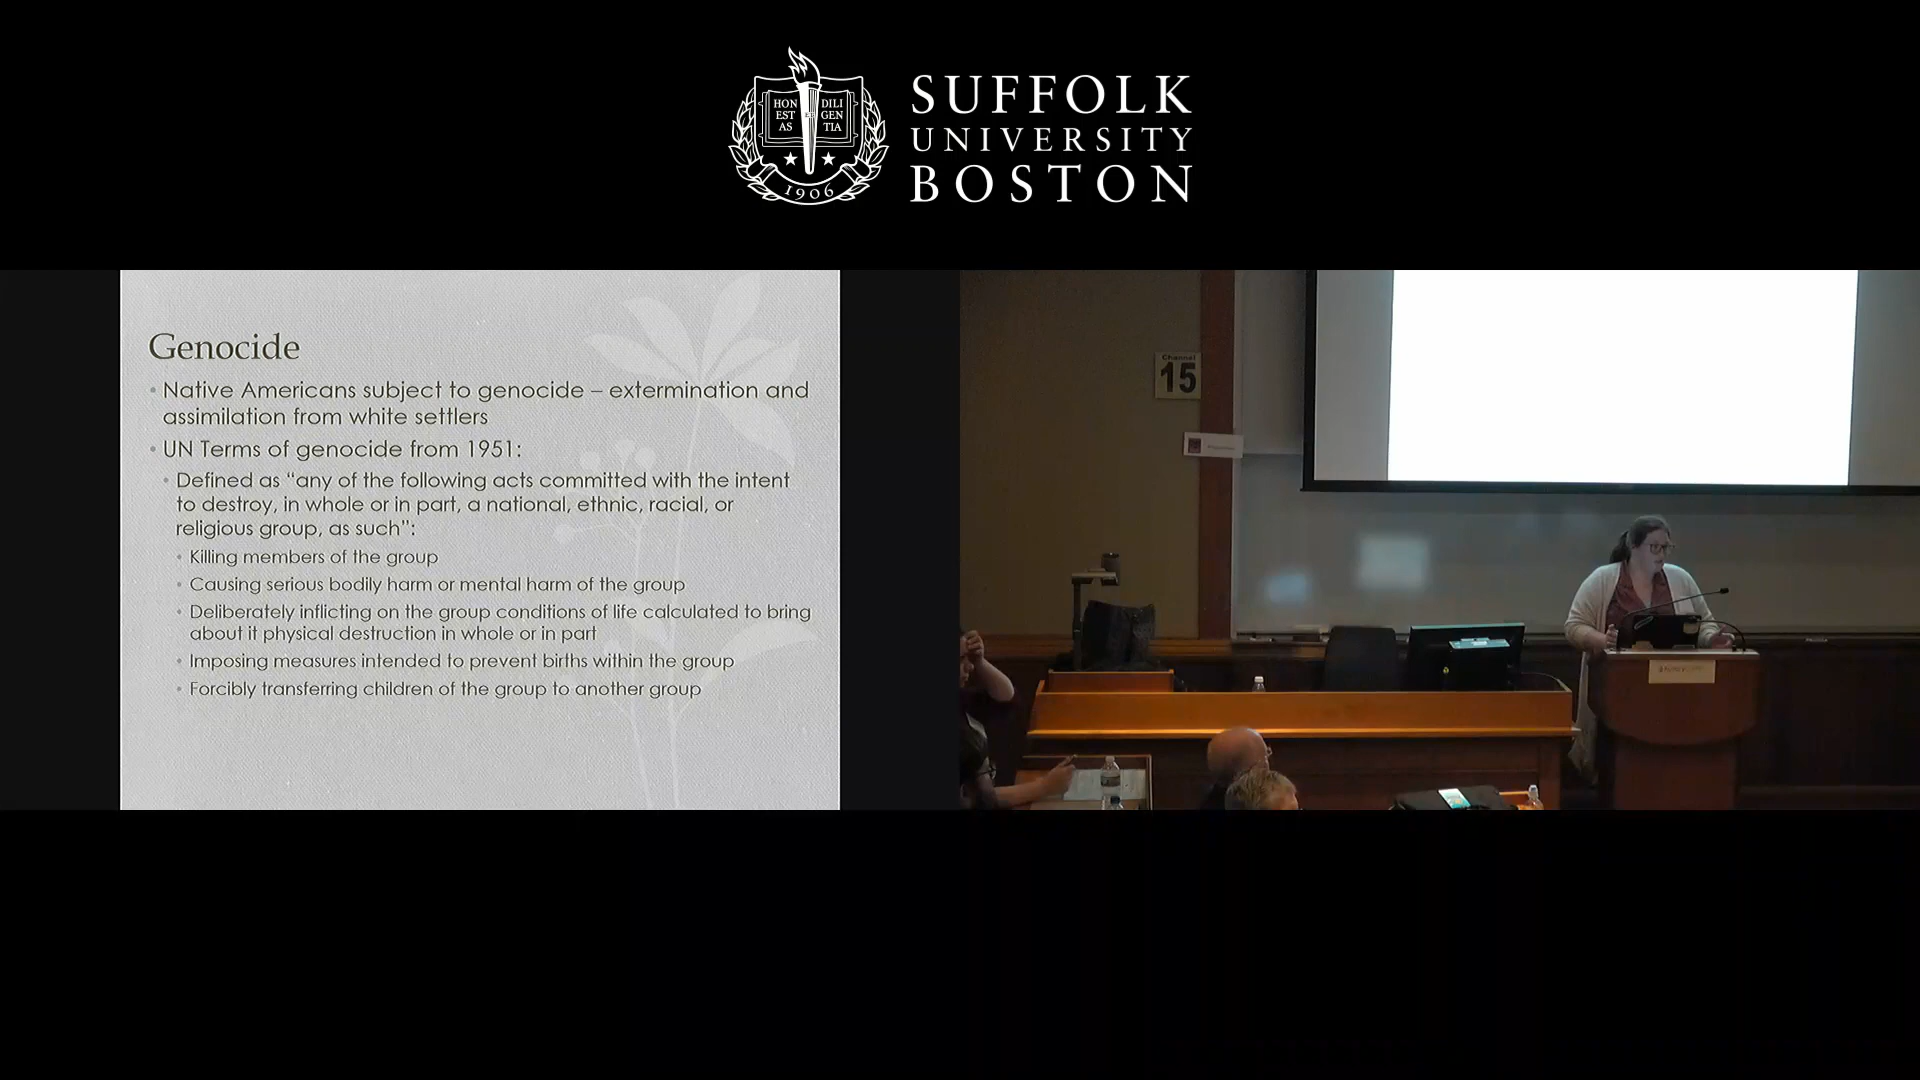 HON
EST
AS
ET
DILI
GEN
TIA
1906
SUFFOLK
UNIVERSITY
BOSTON
Genocide
• Native Americans subject to genocide – extermination and
assimilation from white settlers
• UN Terms of genocide from 1951:
• Defined as “any of the following acts committed with the intent
to destroy, in whole or in part, a national, ethnic, racial, or
religious group, as such”:
• Killing members of the group
• Causing serious bodily harm or mental harm of the group
• Deliberately inflicting on the group conditions of life calculated to bring
about it physical destruction in whole or in part
• Imposing measures intended to prevent births within the group
• Forcibly transferring children of the group to another group
Channel
15